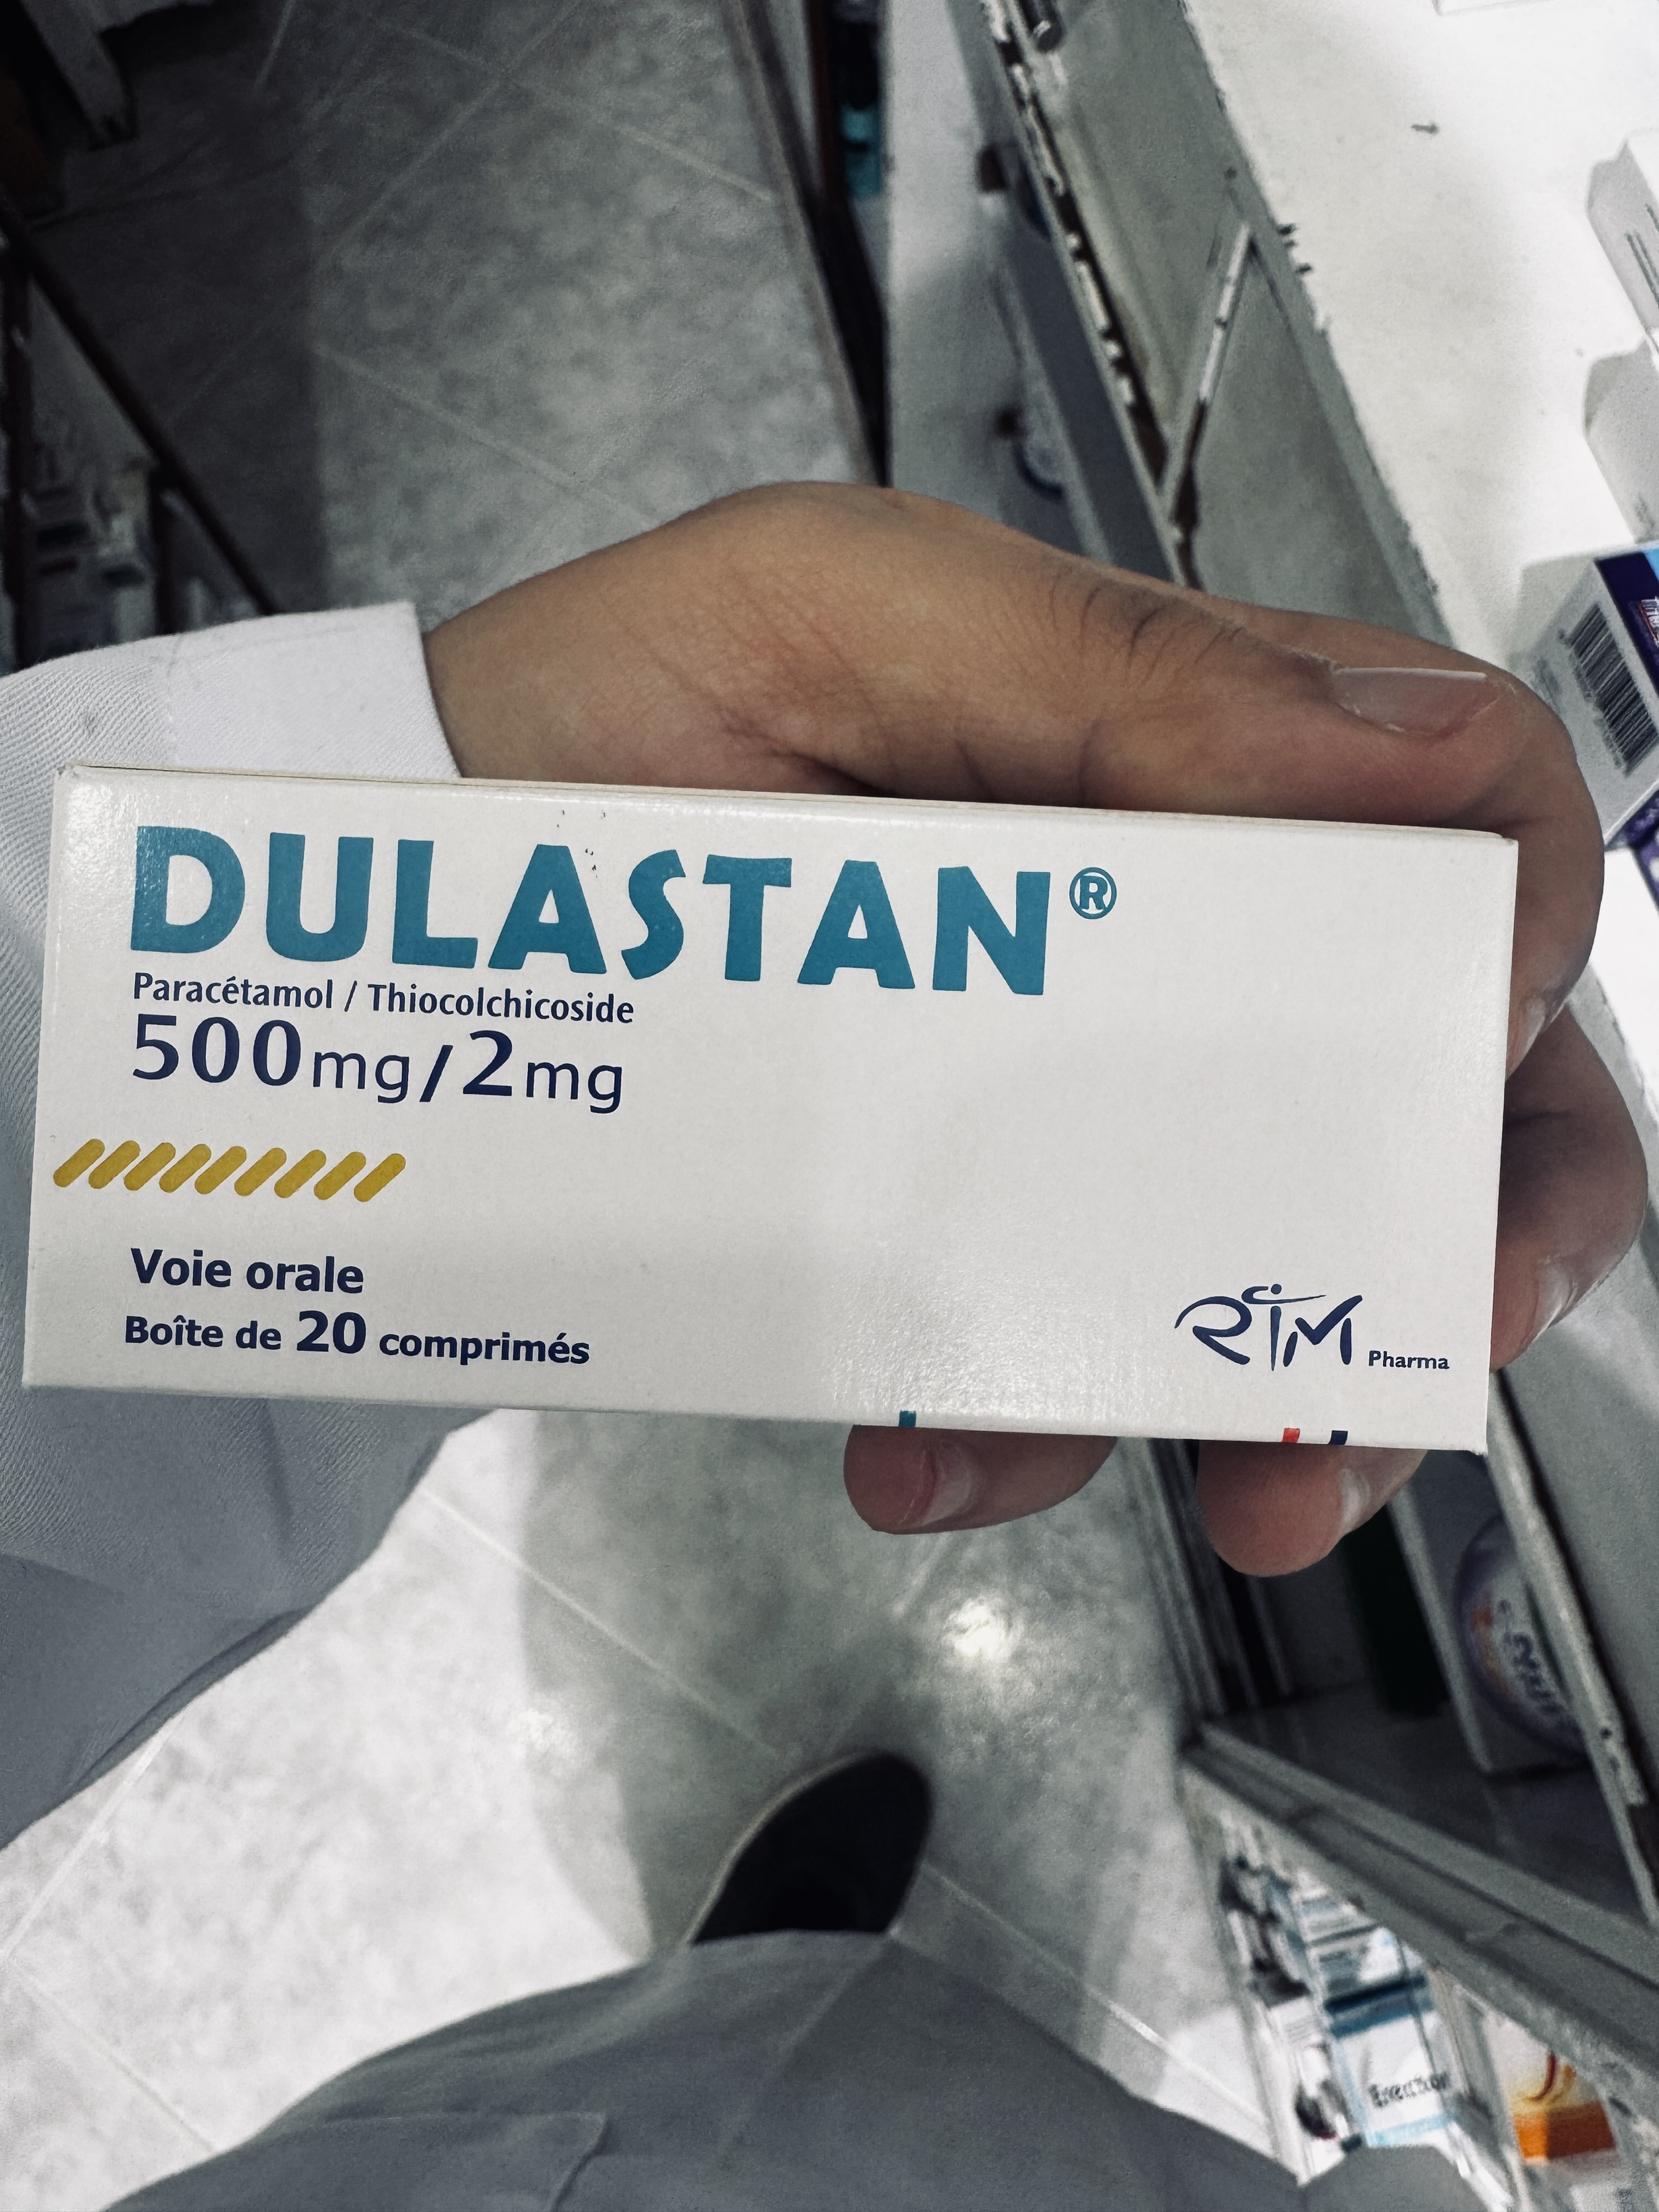 DULASTAN®
Paracétamol / Thiocolchicoside
500mg/2mg
Voie orale
Boîte de 20 comprimés
RTM Pharma